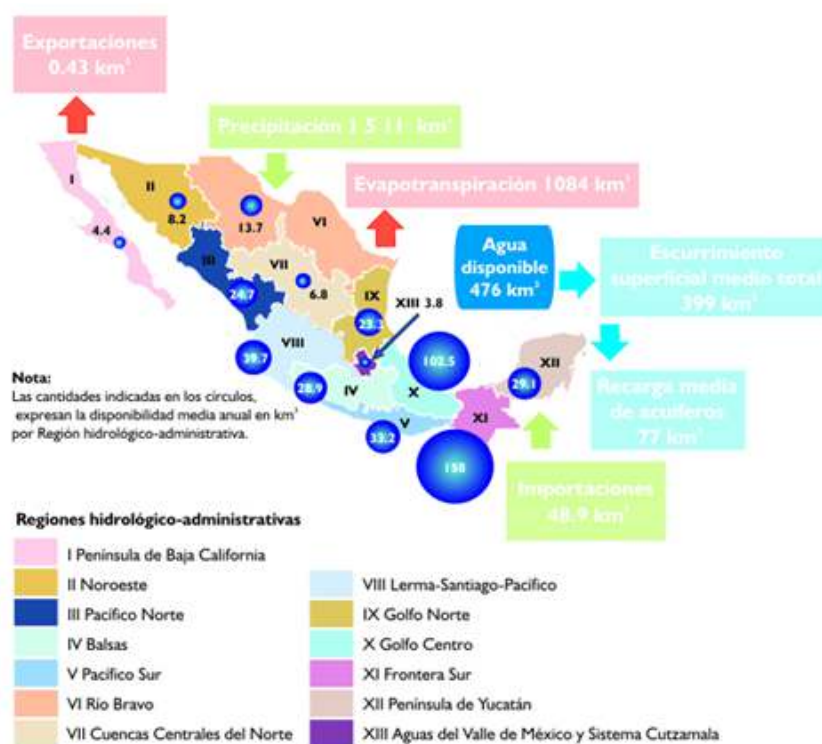 Exportaciones
0.43 km³
Precipitación 1 5 11 km³
Evapotranspiración 1084 km³
Agua
disponible
476 km³
Escurrimiento
superficial medio total
399 km³
Recarga media
de acuíferos
77 km³
Importaciones
48.9 km³
I
4.4
II
8.2
13.7
VI
III
24.7
VII
6.8
IX
23.3
XIII 3.8
VIII
39.7
IV
28.9
X
102.5
V
33.2
XI
158
XII
29.1
Nota:
Las cantidades indicadas en los círculos,
expresan la disponibilidad media anual en km³
por Región hidrológico-administrativa.
Regiones hidrológico-administrativas
I Península de Baja California
II Noroeste
III Pacífico Norte
IV Balsas
V Pacífico Sur
VI Río Bravo
VII Cuencas Centrales del Norte
VIII Lerma-Santiago-Pacífico
IX Golfo Norte
X Golfo Centro
XI Frontera Sur
XII Península de Yucatán
XIII Aguas del Valle de México y Sistema Cutzamala